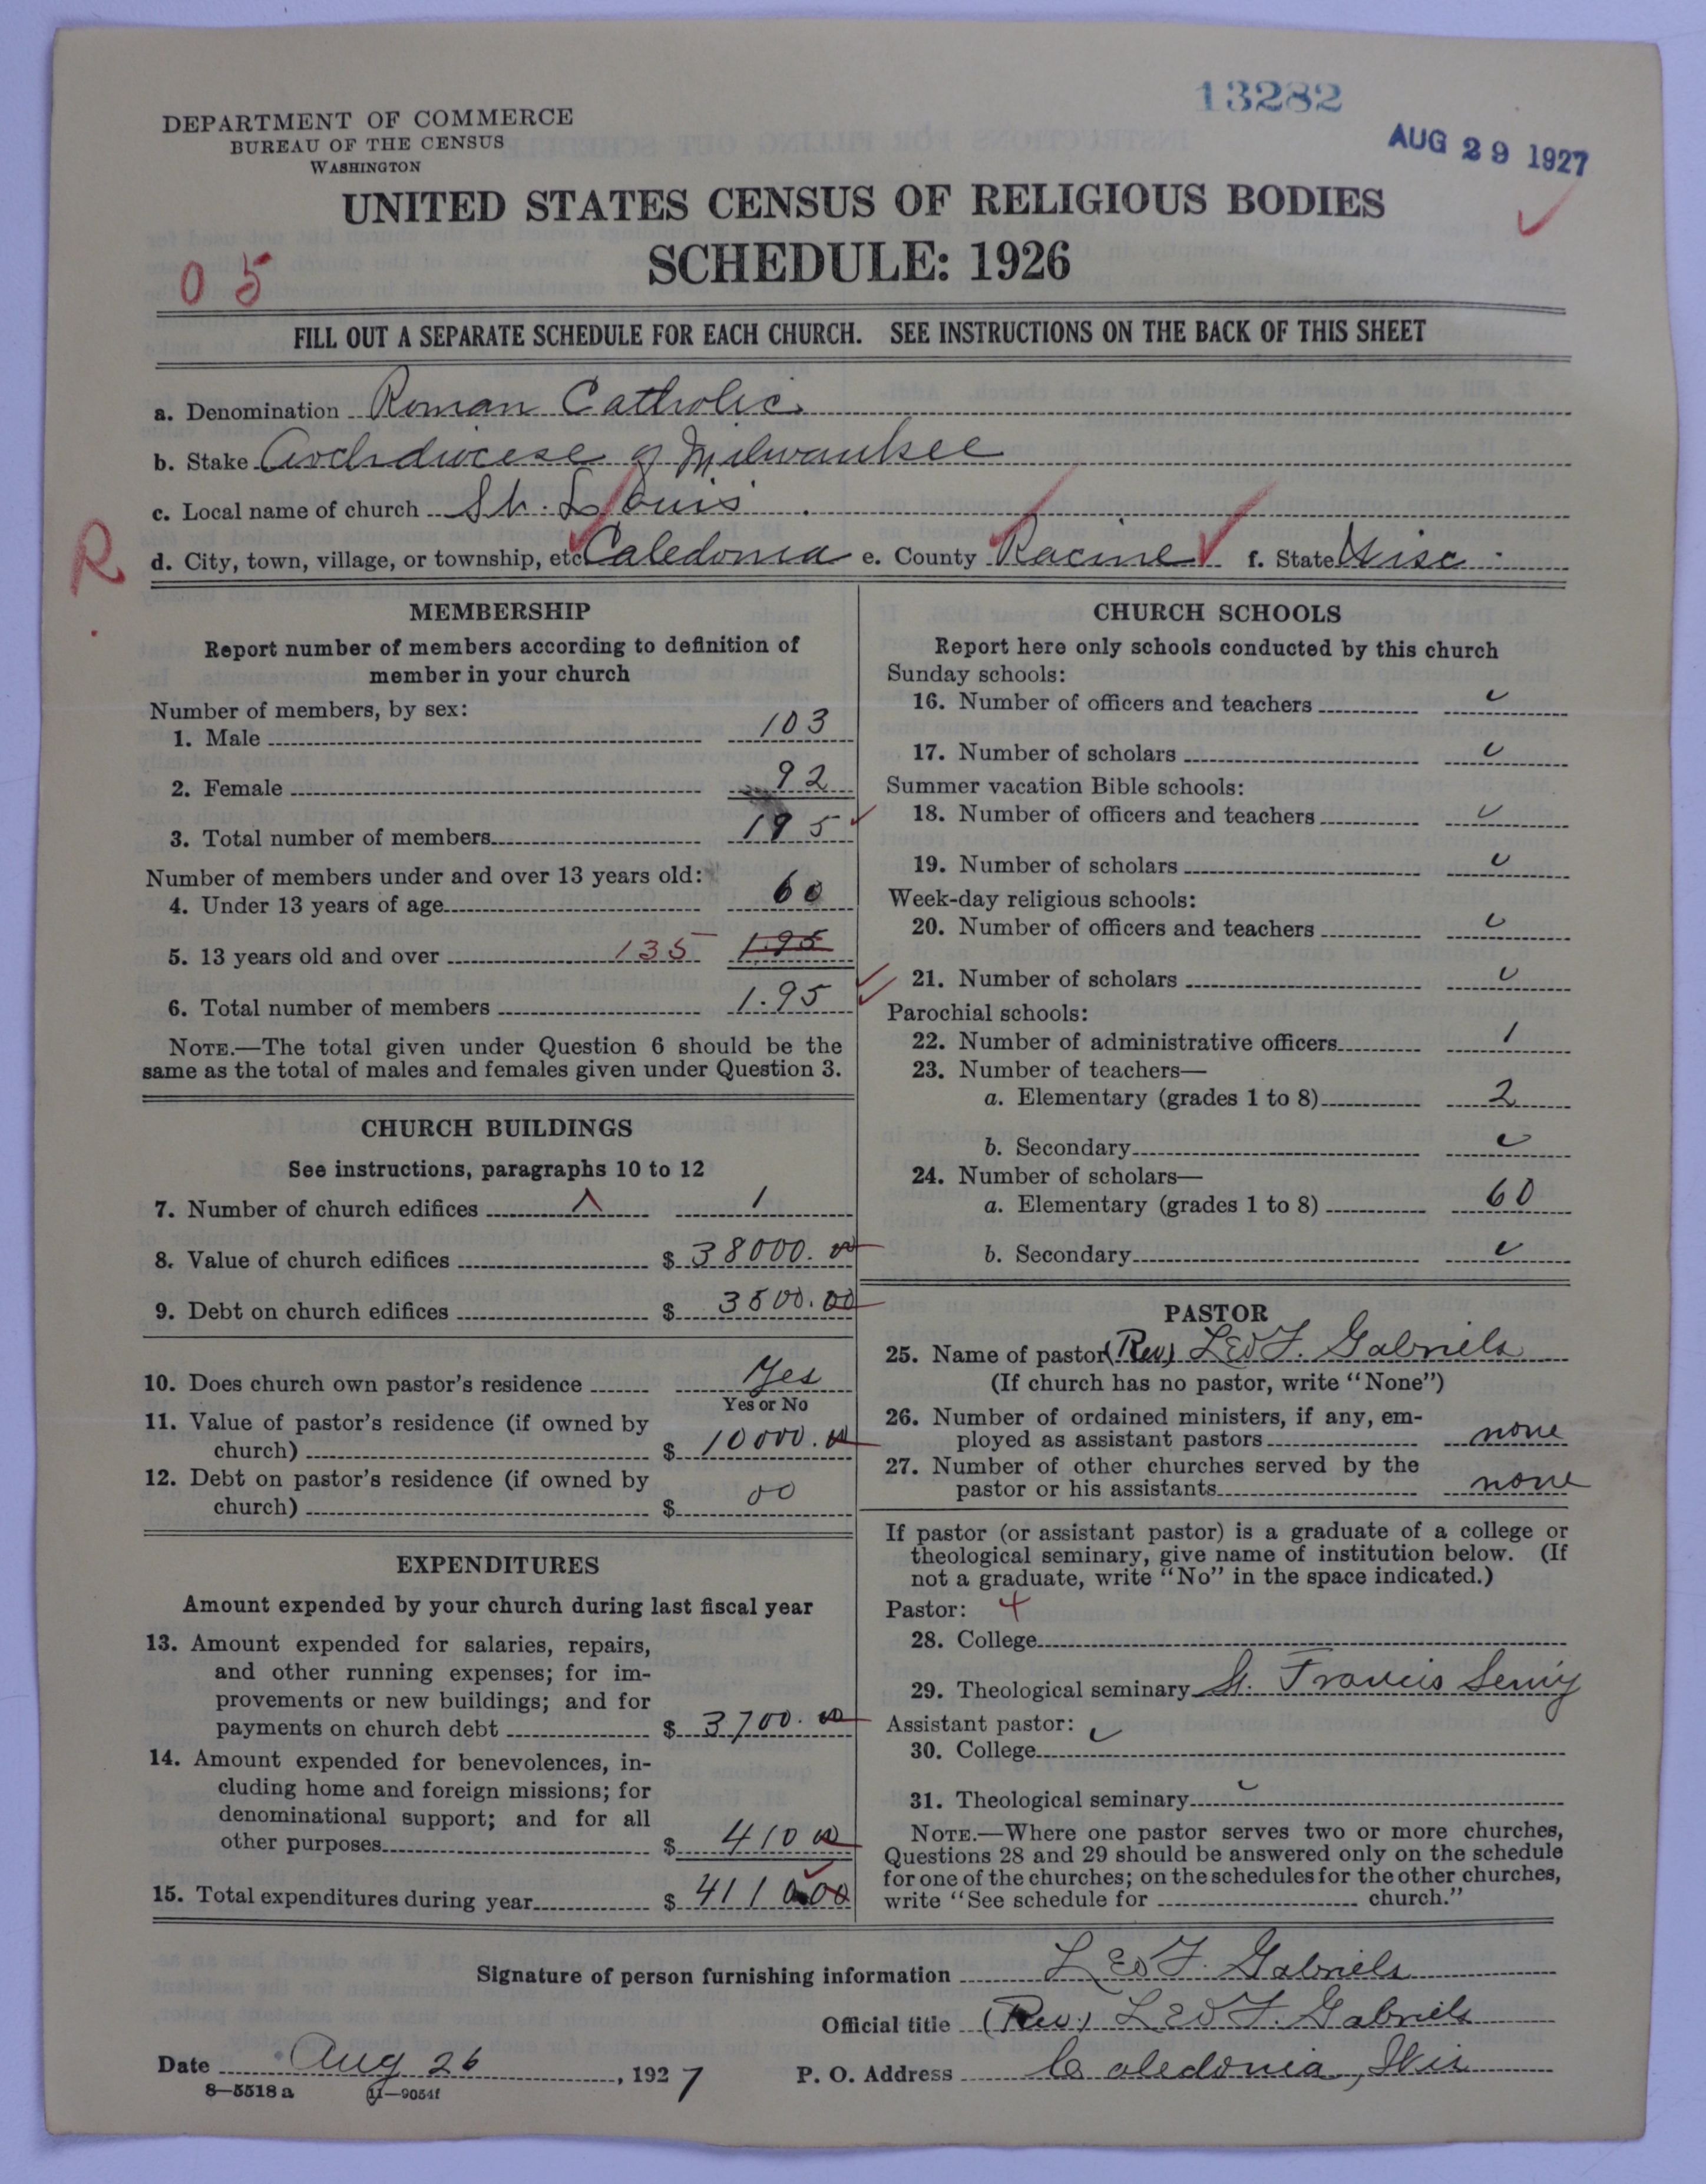 13282
AUG 29 1927
DEPARTMENT OF COMMERCE
BUREAU OF THE CENSUS
WASHINGTON
UNITED STATES CENSUS OF RELIGIOUS BODIES
SCHEDULE: 1926
05
FILL OUT A SEPARATE SCHEDULE FOR EACH CHURCH. SEE INSTRUCTIONS ON THE BACK OF THIS SHEET
a. Denomination Roman Catholic
b. Stake Archdiocese of Milwaukee
c. Local name of church St. Louis
R
d. City, town, village, or township, etc. Caledonia e. County Racine f. State Wisc.
MEMBERSHIP
Report number of members according to definition of
member in your church
Number of members, by sex:
1. Male 103
2. Female 92
3. Total number of members 195
Number of members under and over 13 years old:
4. Under 13 years of age 60
5. 13 years old and over 135 195
6. Total number of members 1.95
NOTE.—The total given under Question 6 should be the
same as the total of males and females given under Question 3.
CHURCH BUILDINGS
See instructions, paragraphs 10 to 12
7. Number of church edifices 1
8. Value of church edifices $ 38000.00
9. Debt on church edifices $ 3500.00
10. Does church own pastor's residence Yes
Yes or No
11. Value of pastor's residence (if owned by
church) $ 10000.00
12. Debt on pastor's residence (if owned by
church) $ 00
EXPENDITURES
Amount expended by your church during last fiscal year
13. Amount expended for salaries, repairs,
and other running expenses; for im-
provements or new buildings; and for
payments on church debt $ 3700.00
14. Amount expended for benevolences, in-
cluding home and foreign missions; for
denominational support; and for all
other purposes $ 410 00
15. Total expenditures during year $ 4110.00
CHURCH SCHOOLS
Report here only schools conducted by this church
Sunday schools:
16. Number of officers and teachers
17. Number of scholars
Summer vacation Bible schools:
18. Number of officers and teachers
19. Number of scholars
Week-day religious schools:
20. Number of officers and teachers
21. Number of scholars
Parochial schools:
22. Number of administrative officers 1
23. Number of teachers—
a. Elementary (grades 1 to 8) 2
b. Secondary
24. Number of scholars—
a. Elementary (grades 1 to 8) 60
b. Secondary
PASTOR
25. Name of pastor (Rev) Leo F. Gabriels
(If church has no pastor, write "None")
26. Number of ordained ministers, if any, em-
ployed as assistant pastors none
27. Number of other churches served by the
pastor or his assistants none
If pastor (or assistant pastor) is a graduate of a college or
theological seminary, give name of institution below. (If
not a graduate, write "No" in the space indicated.)
Pastor:
28. College
29. Theological seminary St. Francis Semy
Assistant pastor:
30. College
31. Theological seminary
NOTE.—Where one pastor serves two or more churches,
Questions 28 and 29 should be answered only on the schedule
for one of the churches; on the schedules for the other churches,
write "See schedule for church."
Signature of person furnishing information Leo F. Gabriels
Official title (Rev) Leo F. Gabriels
Date Aug 26, 1927 P. O. Address Caledonia, Wis
8—5518 a 11—9054f